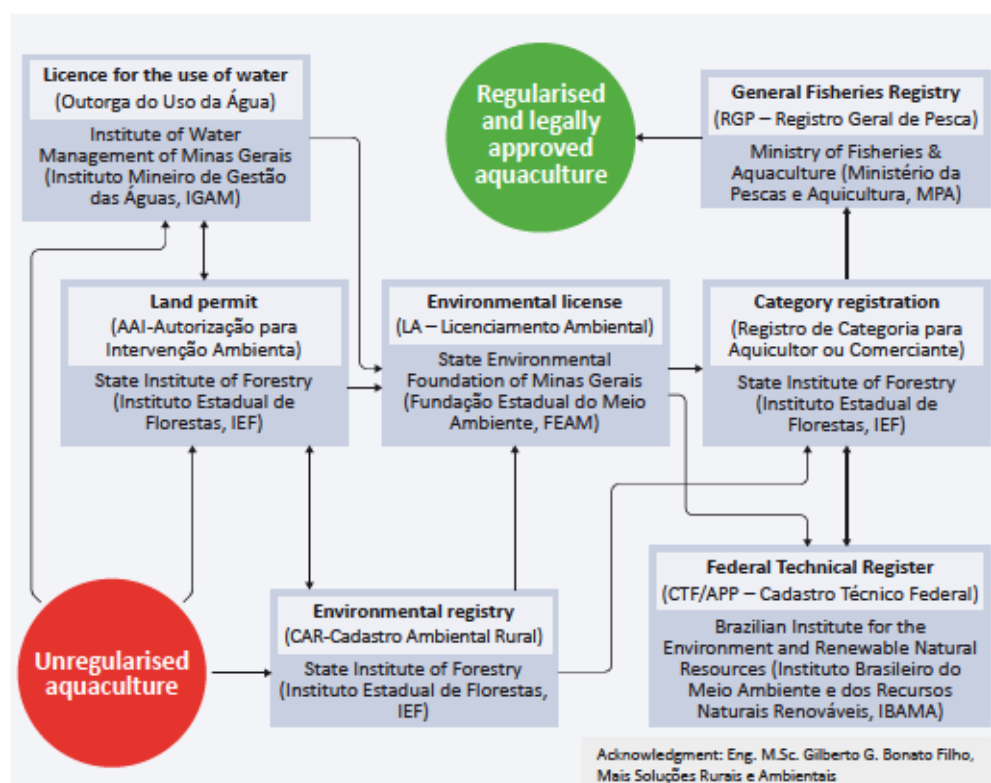 Licence for the use of water
(Outorga do Uso da Água)
Institute of Water
Management of Minas Gerais
(Instituto Mineiro de Gestão
das Águas, IGAM)
Regularised
and legally
approved
aquaculture
General Fisheries Registry
(RGP – Registro Geral de Pesca)
Ministry of Fisheries &
Aquaculture (Ministério da
Pescas e Aquicultura, MPA)
Land permit
(AAI-Autorização para
Intervenção Ambienta)
State Institute of Forestry
(Instituto Estadual de
Florestas, IEF)
Environmental license
(LA – Licenciamento Ambiental)
State Environmental
Foundation of Minas Gerais
(Fundação Estadual do Meio
Ambiente, FEAM)
Category registration
(Registro de Categoria para
Aquicultor ou Comerciante)
State Institute of Forestry
(Instituto Estadual de
Florestas, IEF)
Unregularised
aquaculture
Environmental registry
(CAR-Cadastro Ambiental Rural)
State Institute of Forestry
(Instituto Estadual de Florestas,
IEF)
Federal Technical Register
(CTF/APP – Cadastro Técnico Federal)
Brazilian Institute for the
Environment and Renewable Natural
Resources (Instituto Brasileiro do
Meio Ambiente e dos Recursos
Naturais Renováveis, IBAMA)
Acknowledgment: Eng. M.Sc. Gilberto G. Bonato Filho,
Mais Soluções Rurais e Ambientais